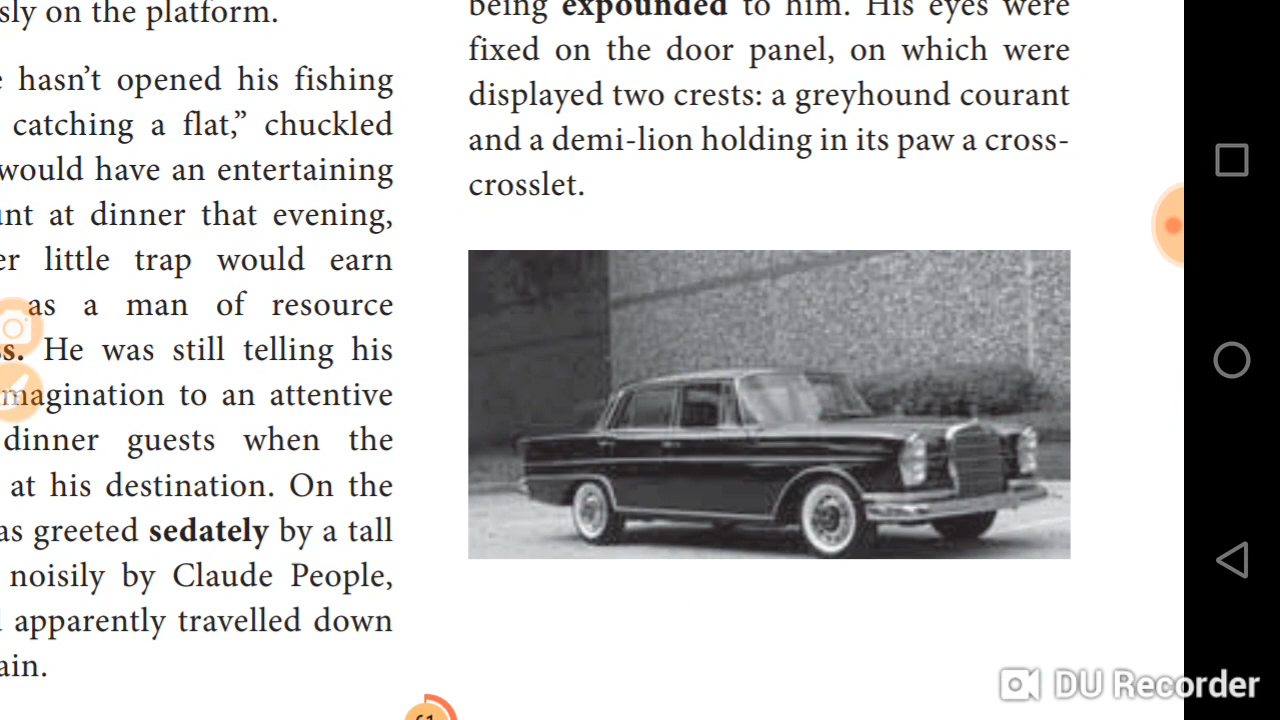 sly on the platform.
hasn’t opened his fishing
catching a flat,” chuckled
would have an entertaining
at dinner that evening,
little trap would earn
as a man of resource
He was still telling his
magination to an attentive
dinner guests when the
at his destination. On the
as greeted sedately by a tall
noisily by Claude People,
apparently travelled down
ain.
being expounded to him. His eyes were
fixed on the door panel, on which were
displayed two crests: a greyhound courant
and a demi-lion holding in its paw a cross-
crosslet.
61
DU Recorder